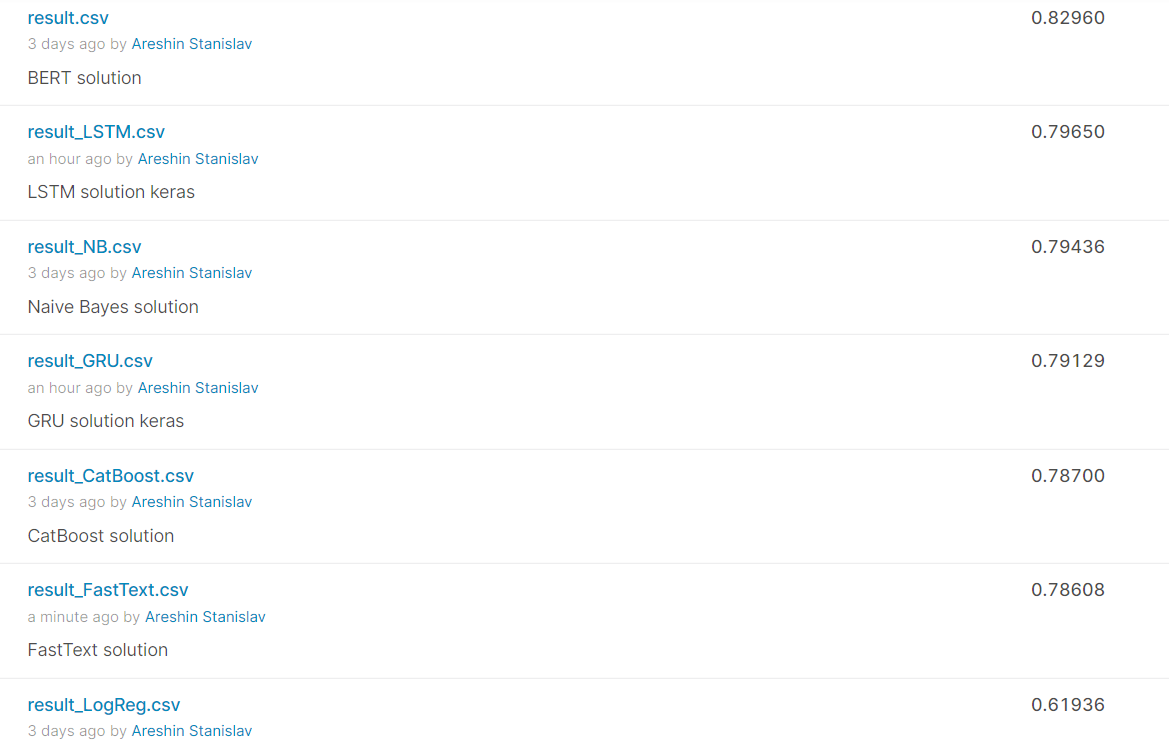 result.csv 0.82960
3 days ago by Areshin Stanislav
BERT solution
result_LSTM.csv 0.79650
an hour ago by Areshin Stanislav
LSTM solution keras
result_NB.csv 0.79436
3 days ago by Areshin Stanislav
Naive Bayes solution
result_GRU.csv 0.79129
an hour ago by Areshin Stanislav
GRU solution keras
result_CatBoost.csv 0.78700
3 days ago by Areshin Stanislav
CatBoost solution
result_FastText.csv 0.78608
a minute ago by Areshin Stanislav
FastText solution
result_LogReg.csv 0.61936
3 days ago by Areshin Stanislav